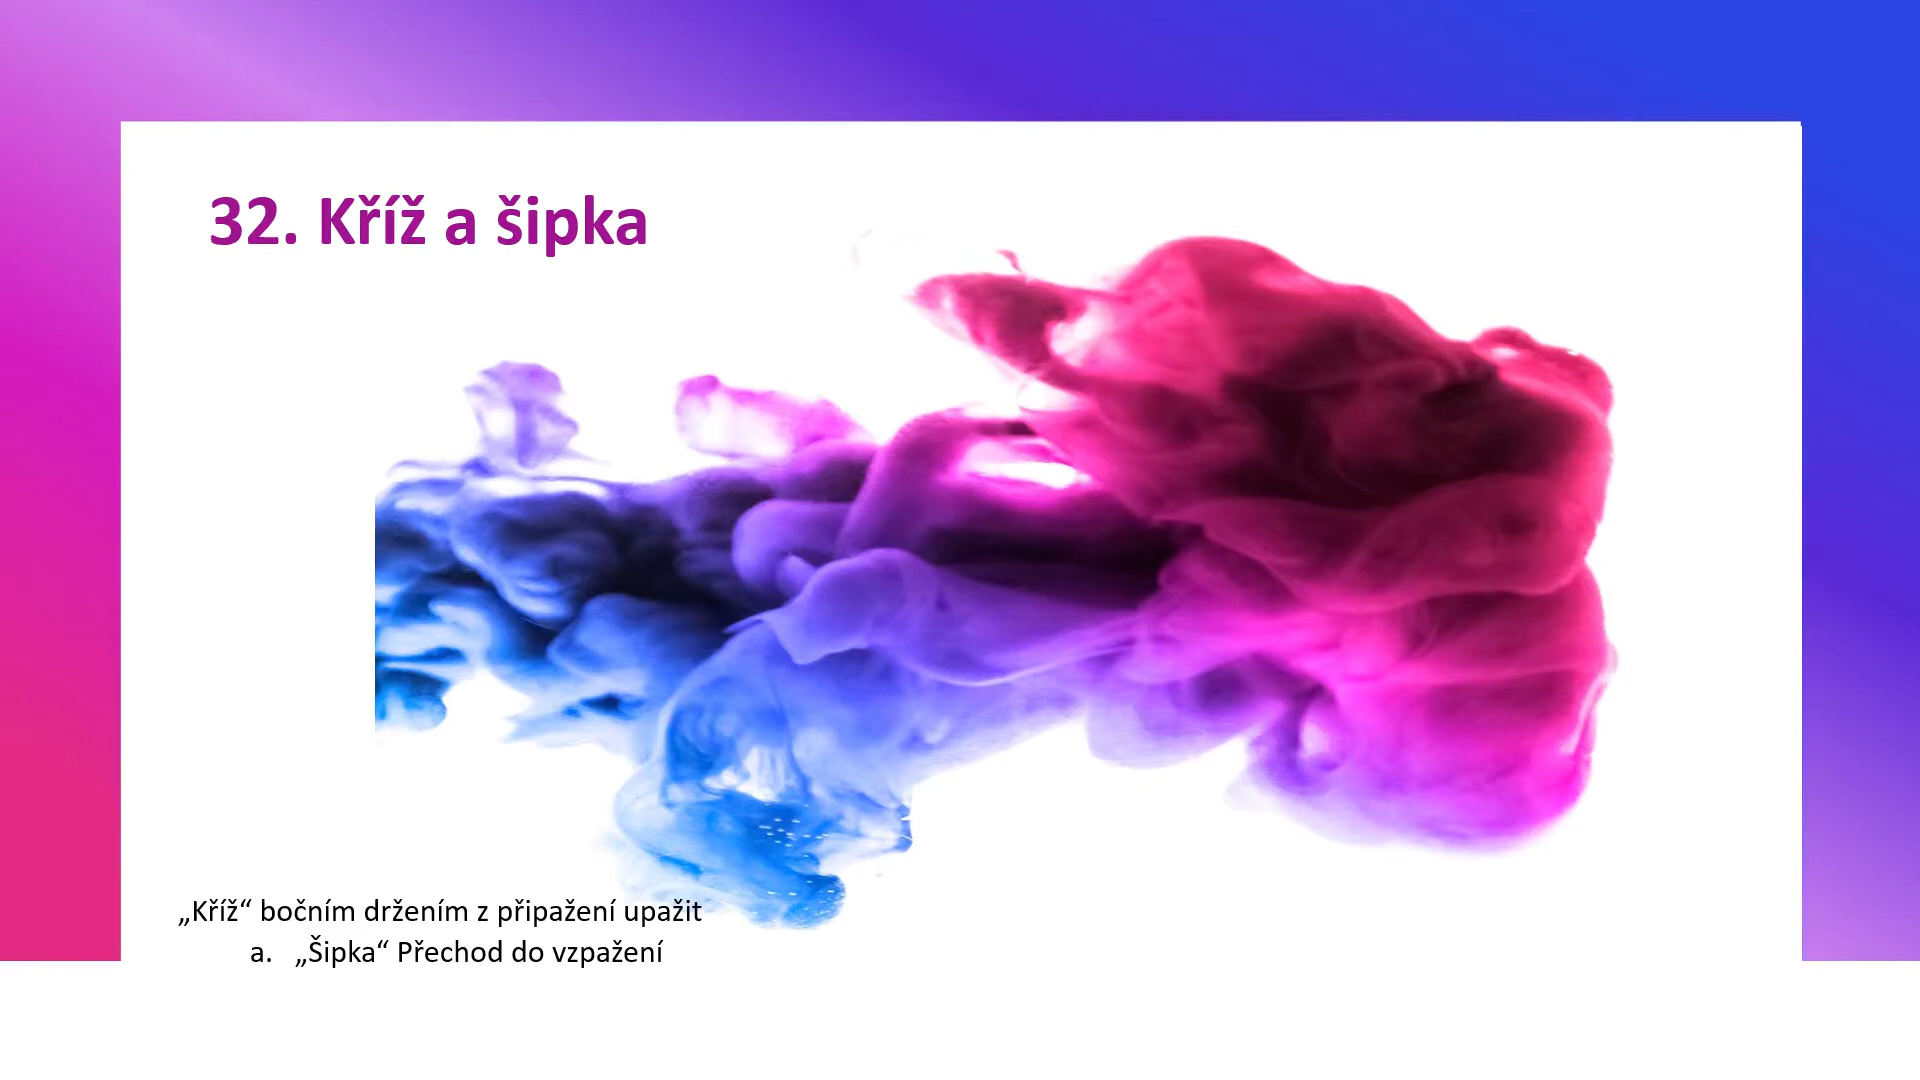 32. Kříž a šipka
„Kříž“ bočním držením z připažení upažit
a. „Šipka“ Přechod do vzpažení